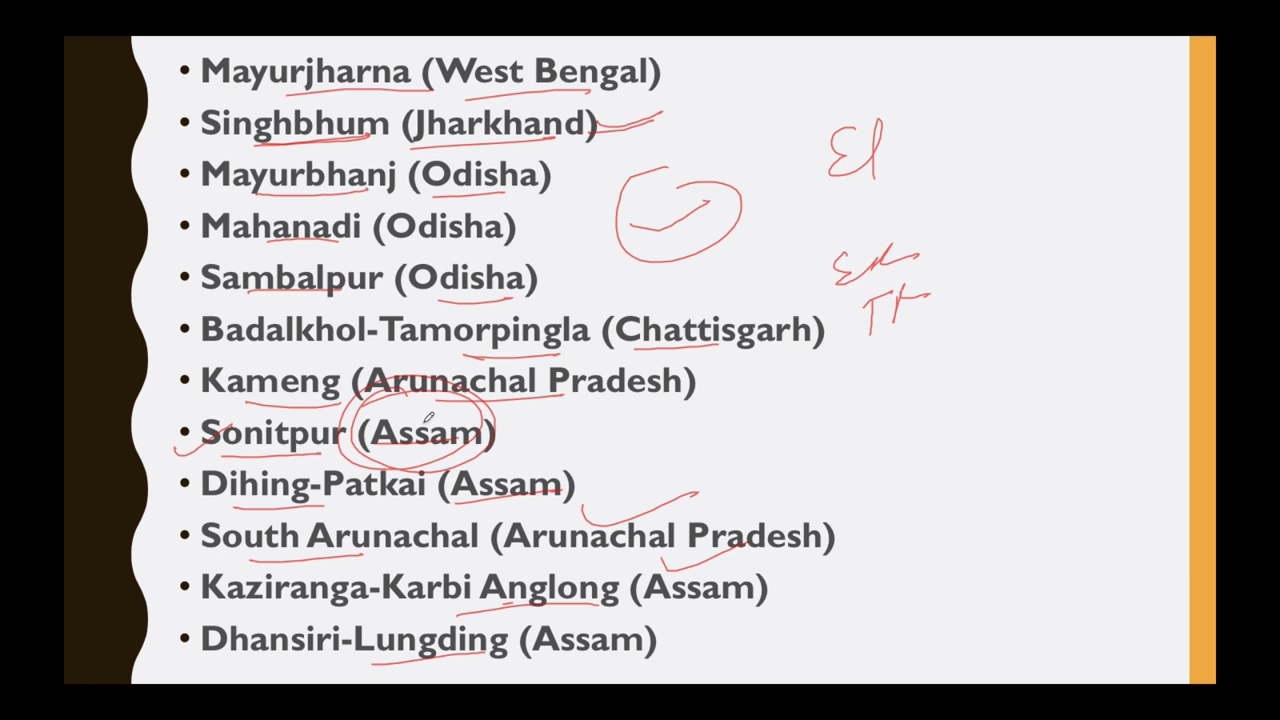 • Mayurjharna (West Bengal)
• Singhbhum (Jharkhand)
• Mayurbhanj (Odisha)
• Mahanadi (Odisha)
• Sambalpur (Odisha)
• Badalkhol-Tamorpingla (Chattisgarh)
• Kameng (Arunachal Pradesh)
• Sonitpur (Assam)
• Dihing-Patkai (Assam)
• South Arunachal (Arunachal Pradesh)
• Kaziranga-Karbi Anglong (Assam)
• Dhansiri-Lungding (Assam)
El